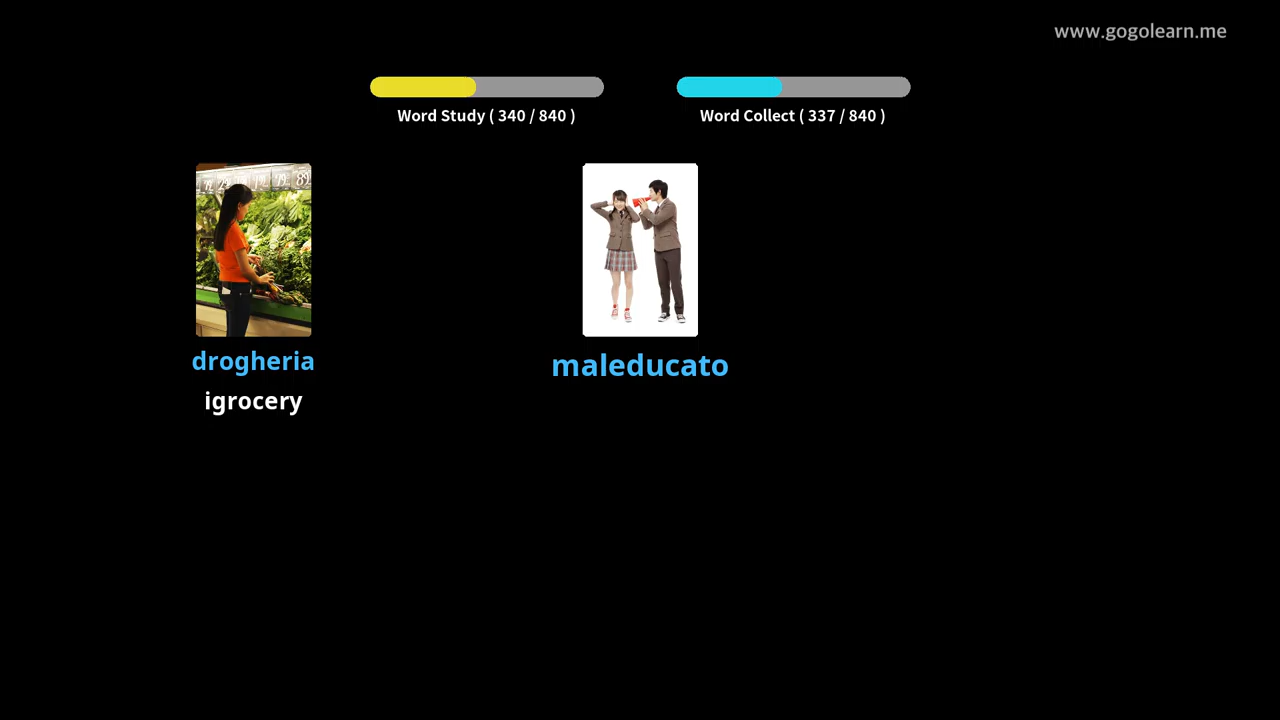 www.gogolearn.me
Word Study ( 340 / 840 )
Word Collect ( 337 / 840 )
drogheria
igrocery
maleducato